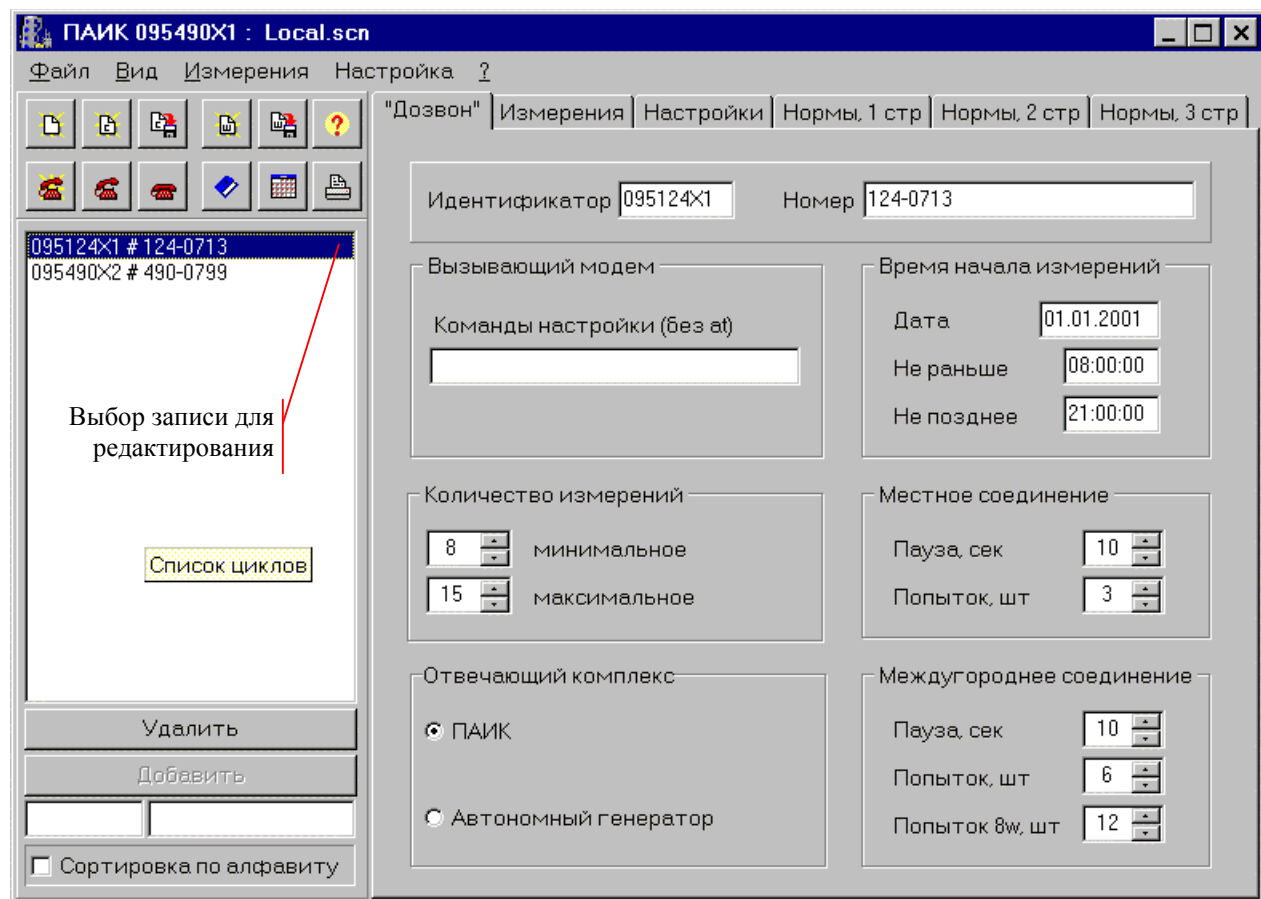 ПАИК 095490X1 : Local.scn
Файл Вид Измерения Настройка ?
"Дозвон" Измерения Настройки Нормы, 1 стр Нормы, 2 стр Нормы, 3 стр
Идентификатор 095124X1 Номер 124-0713
095124X1 # 124-0713
095490X2 # 490-0799
Выбор записи для
редактирования
Список циклов
Удалить
Добавить
Сортировка по алфавиту
Вызывающий модем
Команды настройки (без at)
Время начала измерений
Дата 01.01.2001
Не раньше 08:00:00
Не позднее 21:00:00
Количество измерений
8 минимальное
15 максимальное
Местное соединение
Пауза, сек 10
Попыток, шт 3
Отвечающий комплекс
ПАИК
Автономный генератор
Междугороднее соединение
Пауза, сек 10
Попыток, шт 6
Попыток 8w, шт 12